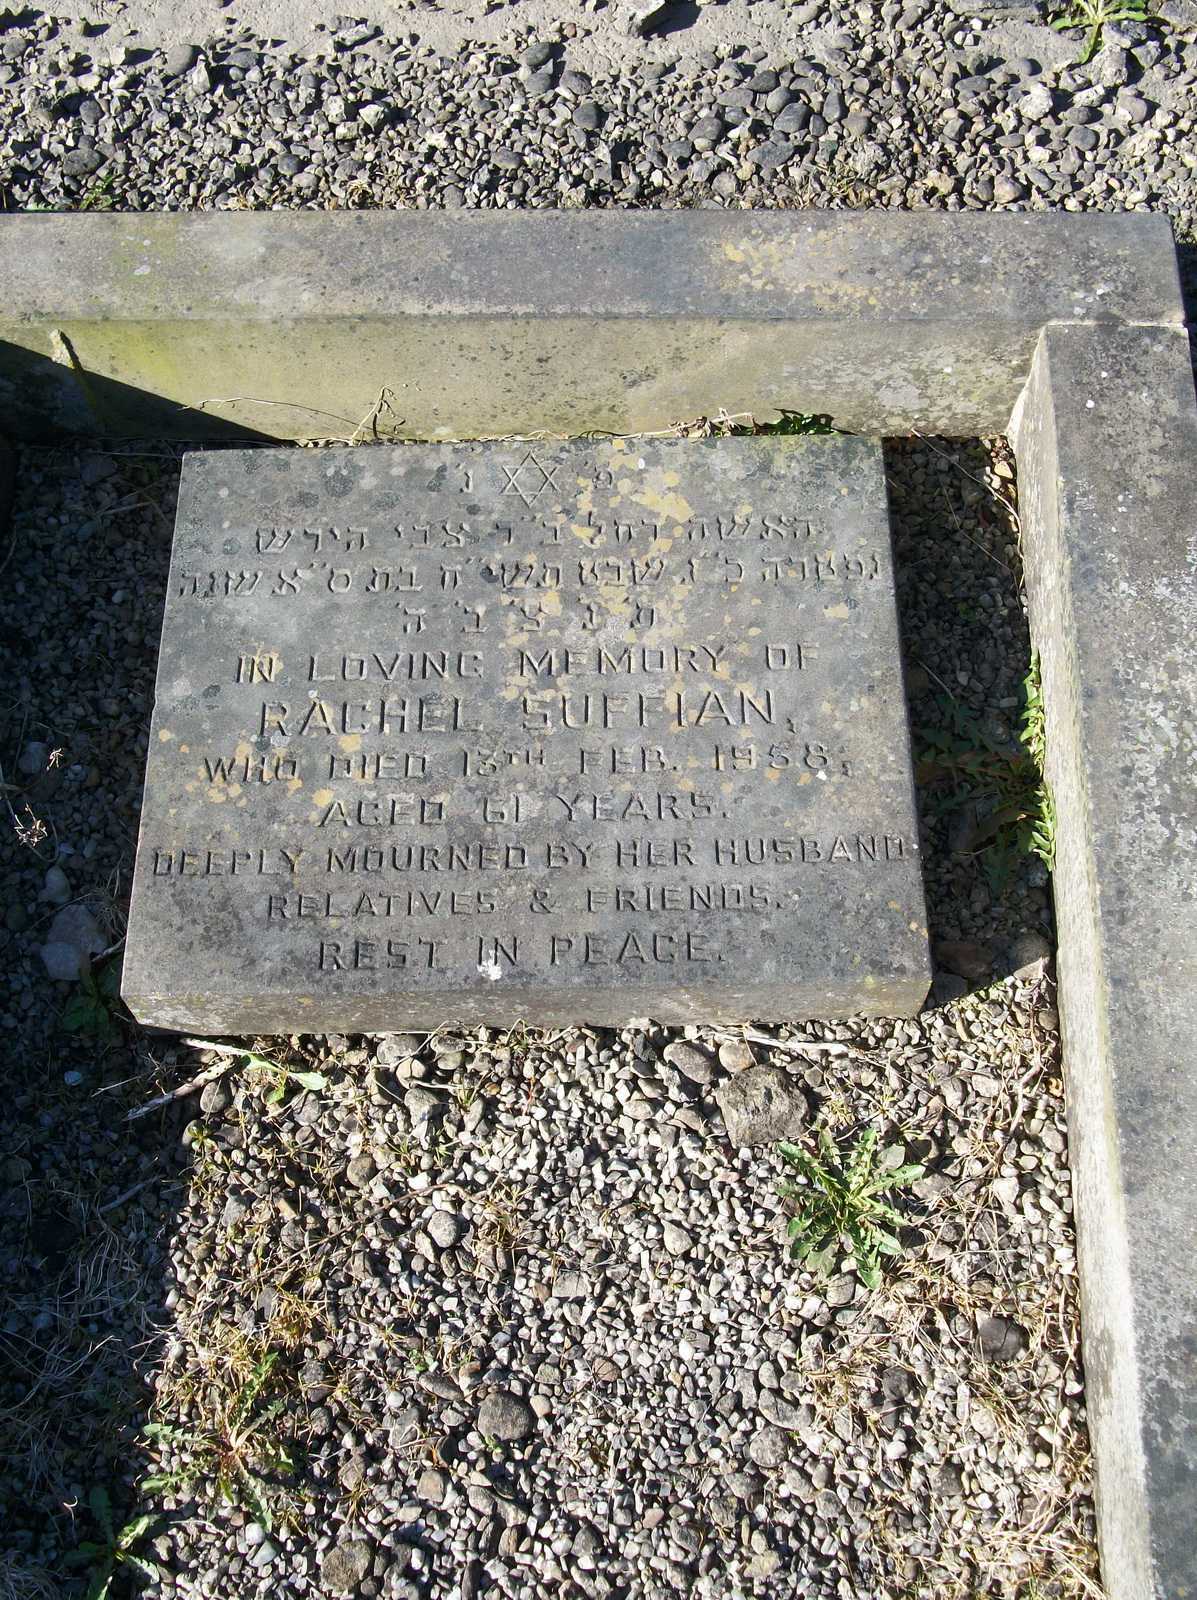 פ' נ'
האשה רחל ב"ר צבי הירש
נפטרה כ"ג שבט תשי"ח בת ס"א שנה
ת' נ' צ' ב' ה'
IN LOVING MEMORY OF
RACHEL SUFFIAN,
WHO DIED 13TH FEB. 1958,
AGED 61 YEARS.
DEEPLY MOURNED BY HER HUSBAND
RELATIVES & FRIENDS.
REST IN PEACE.